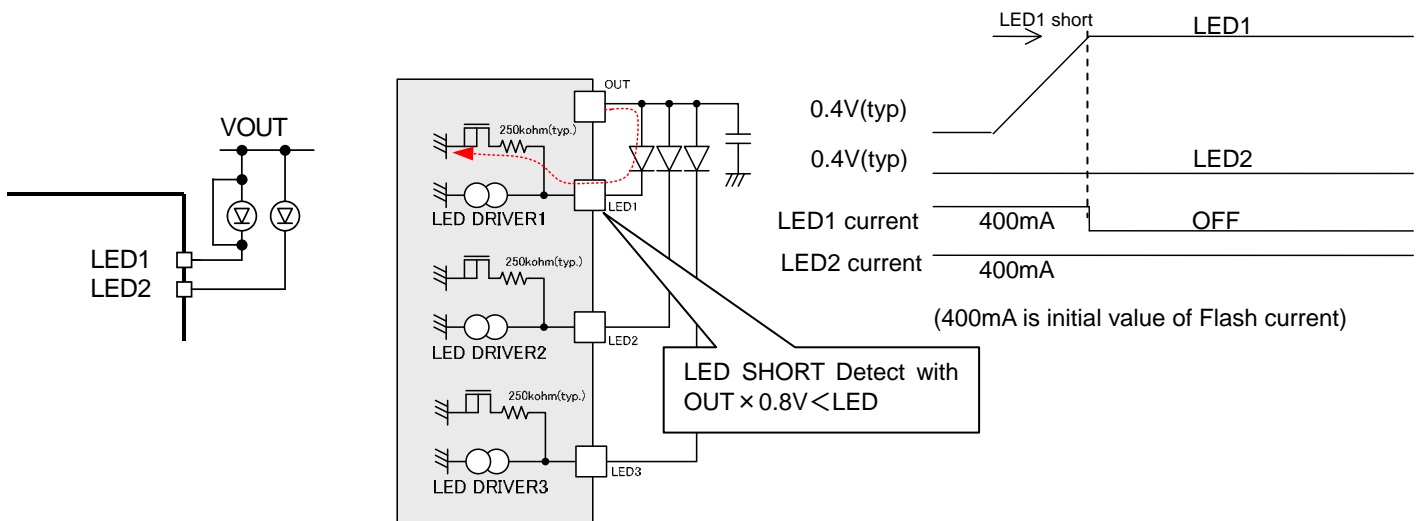 VOUT
LED1
LED2
OUT
250kohm(typ.)
LED DRIVER1
LED1
250kohm(typ.)
LED DRIVER2
LED2
250kohm(typ.)
LED DRIVER3
LED3
LED SHORT Detect with
OUT×0.8V<LED
LED1 short
LED1
0.4V(typ)
0.4V(typ)
LED2
LED1 current 400mA OFF
LED2 current 400mA
(400mA is initial value of Flash current)